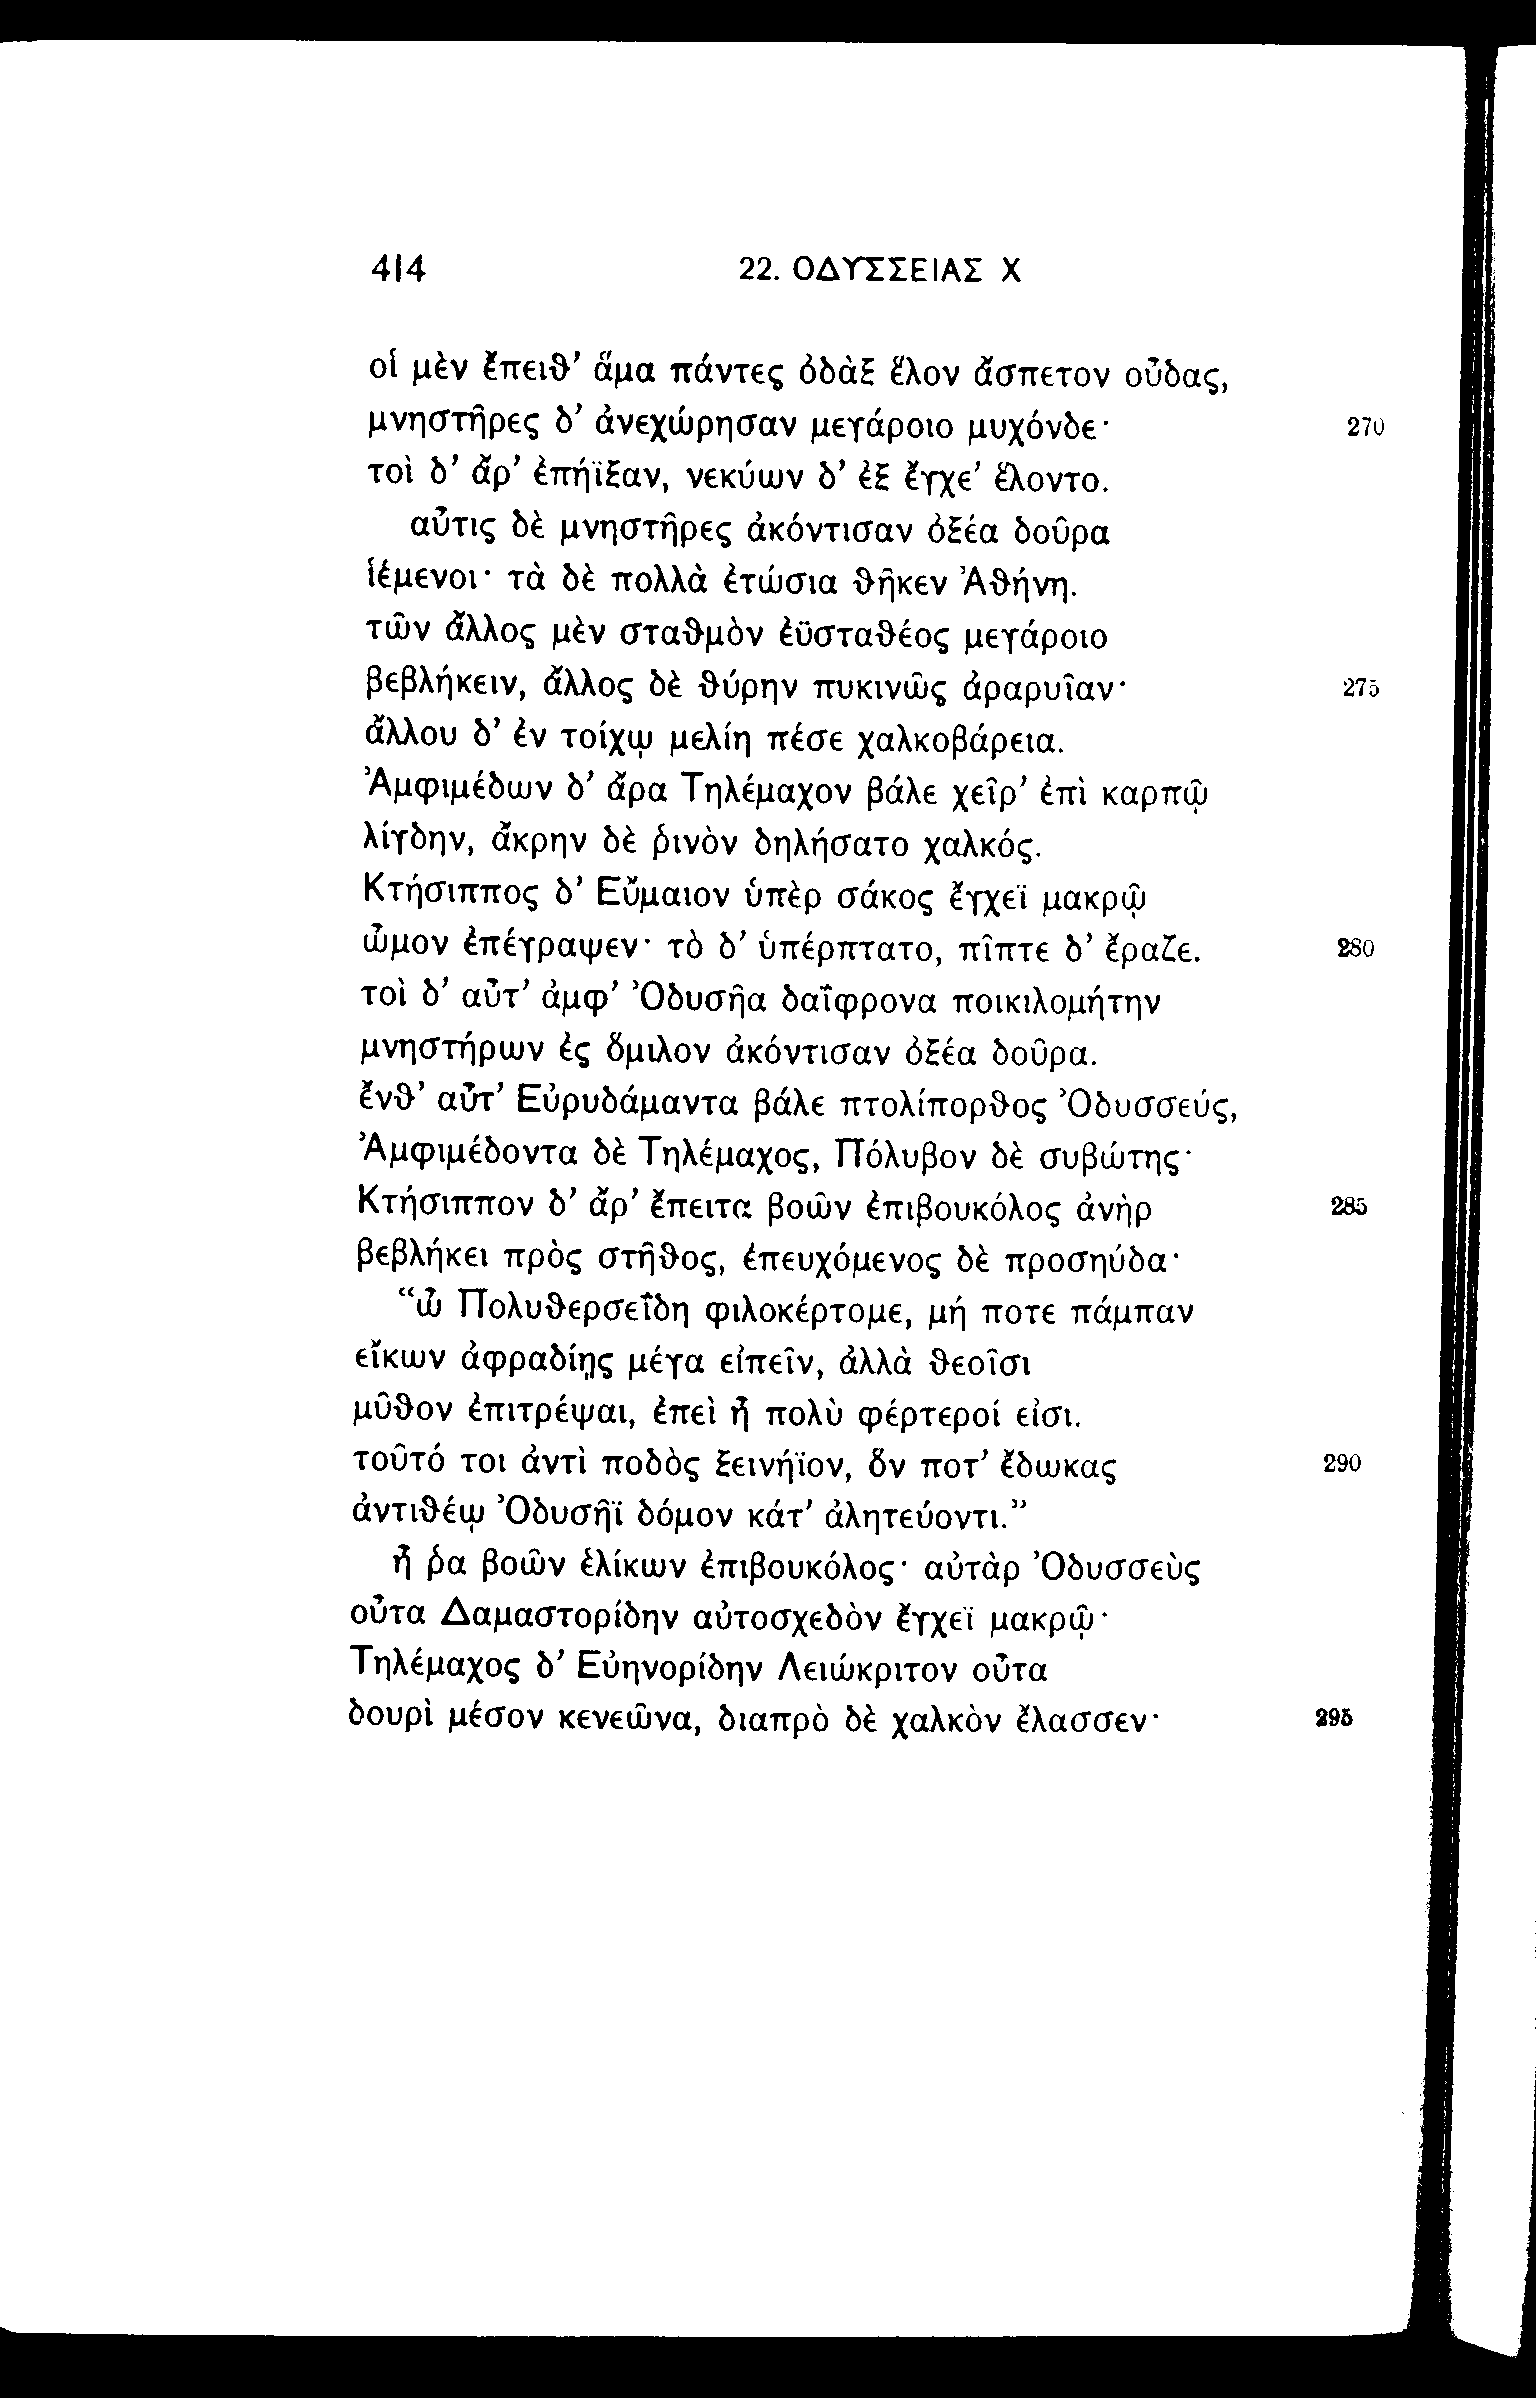 414 22. ΟΔΥΣΣΕΙΑΣ Χ
οἱ μὲν ἔπειθ’ ἅμα πάντες ὀδὰξ ἕλον ἄσπετον οὖδας,
μνηστῆρες δ’ ἀνεχώρησαν μεγάροιο μυχόνδε· 270
τοὶ δ’ ἄρ’ ἐπήϊξαν, νεκύων δ’ ἐξ ἔγχε’ ἕλοντο.
αὖτις δὲ μνηστῆρες ἀκόντισαν ὀξέα δοῦρα
ἱέμενοι· τὰ δὲ πολλὰ ἐτώσια θῆκεν Ἀθήνη.
τῶν ἄλλος μὲν σταθμὸν ἐϋσταθέος μεγάροιο
βεβλήκειν, ἄλλος δὲ θύρην πυκινῶς ἀραρυῖαν· 275
ἄλλου δ’ ἐν τοίχῳ μελίη πέσε χαλκοβάρεια.
Ἀμφιμέδων δ’ ἄρα Τηλέμαχον βάλε χεῖρ’ ἐπὶ καρπῷ
λίγδην, ἄκρην δὲ ῥινὸν δηλήσατο χαλκός.
Κτήσιππος δ’ Εὔμαιον ὑπὲρ σάκος ἔγχεϊ μακρῷ
ὦμον ἐπέγραψεν· τὸ δ’ ὑπέρπτατο, πῖπτε δ’ ἔραζε. 280
τοὶ δ’ αὖτ’ ἀμφ’ Ὀδυσῆα δαΐφρονα ποικιλομήτην
μνηστήρων ἐς ὅμιλον ἀκόντισαν ὀξέα δοῦρα.
ἔνθ’ αὖτ’ Εὐρυδάμαντα βάλε πτολίπορθος Ὀδυσσεύς,
Ἀμφιμέδοντα δὲ Τηλέμαχος, Πόλυβον δὲ συβώτης·
Κτήσιππον δ’ ἄρ’ ἔπειτα βοῶν ἐπιβουκόλος ἀνὴρ 285
βεβλήκει πρὸς στῆθος, ἐπευχόμενος δὲ προσηύδα·
“ὦ Πολυθερσεΐδη φιλοκέρτομε, μή ποτε πάμπαν
εἴκων ἀφραδίῃς μέγα εἰπεῖν, ἀλλὰ θεοῖσι
μῦθον ἐπιτρέψαι, ἐπεὶ ἦ πολὺ φέρτεροί εἰσι.
τοῦτό τοι ἀντὶ ποδὸς ξεινήϊον, ὅν ποτ’ ἔδωκας 290
ἀντιθέῳ Ὀδυσῆϊ δόμον κάτ’ ἀλητεύοντι.”
ἦ ῥα βοῶν ἑλίκων ἐπιβουκόλος· αὐτὰρ Ὀδυσσεὺς
οὖτα Δαμαστορίδην αὐτοσχεδὸν ἔγχεϊ μακρῷ·
Τηλέμαχος δ’ Εὐηνορίδην Λειώκριτον οὖτα
δουρὶ μέσον κενεῶνα, διαπρὸ δὲ χαλκὸν ἔλασσεν· 295